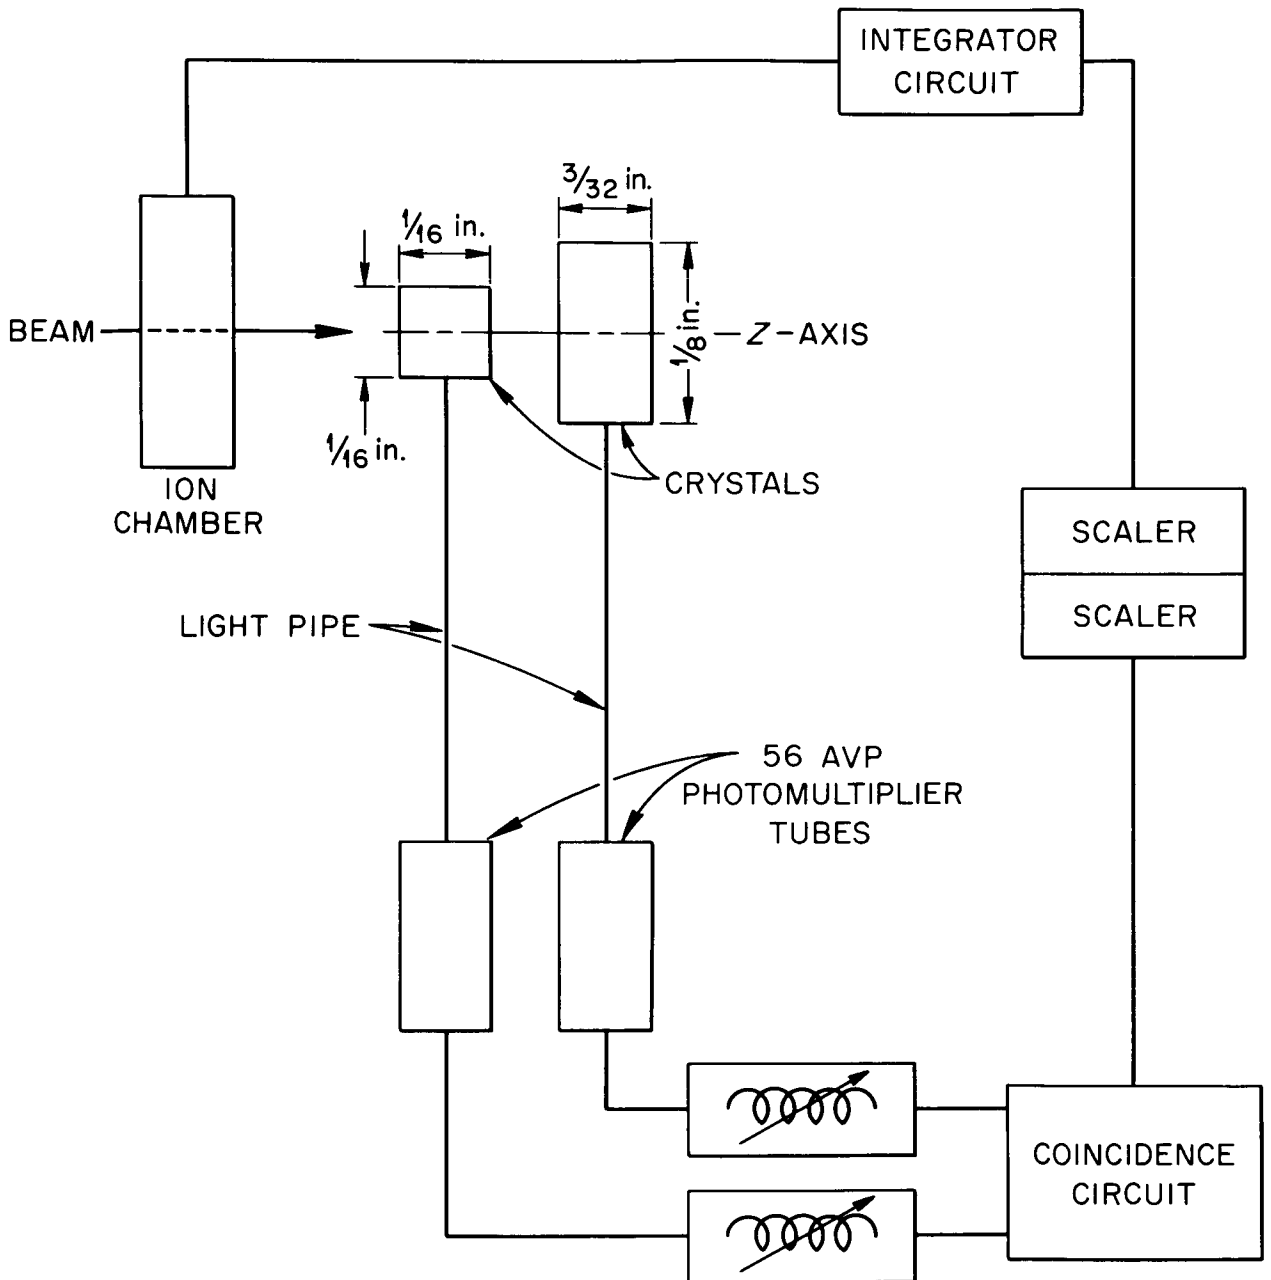 INTEGRATOR
CIRCUIT
3/32 in.
1/16 in.
BEAM
1/8 in.
Z-AXIS
1/16 in.
CRYSTALS
ION
CHAMBER
SCALER
SCALER
LIGHT PIPE
56 AVP
PHOTOMULTIPLIER
TUBES
COINCIDENCE
CIRCUIT